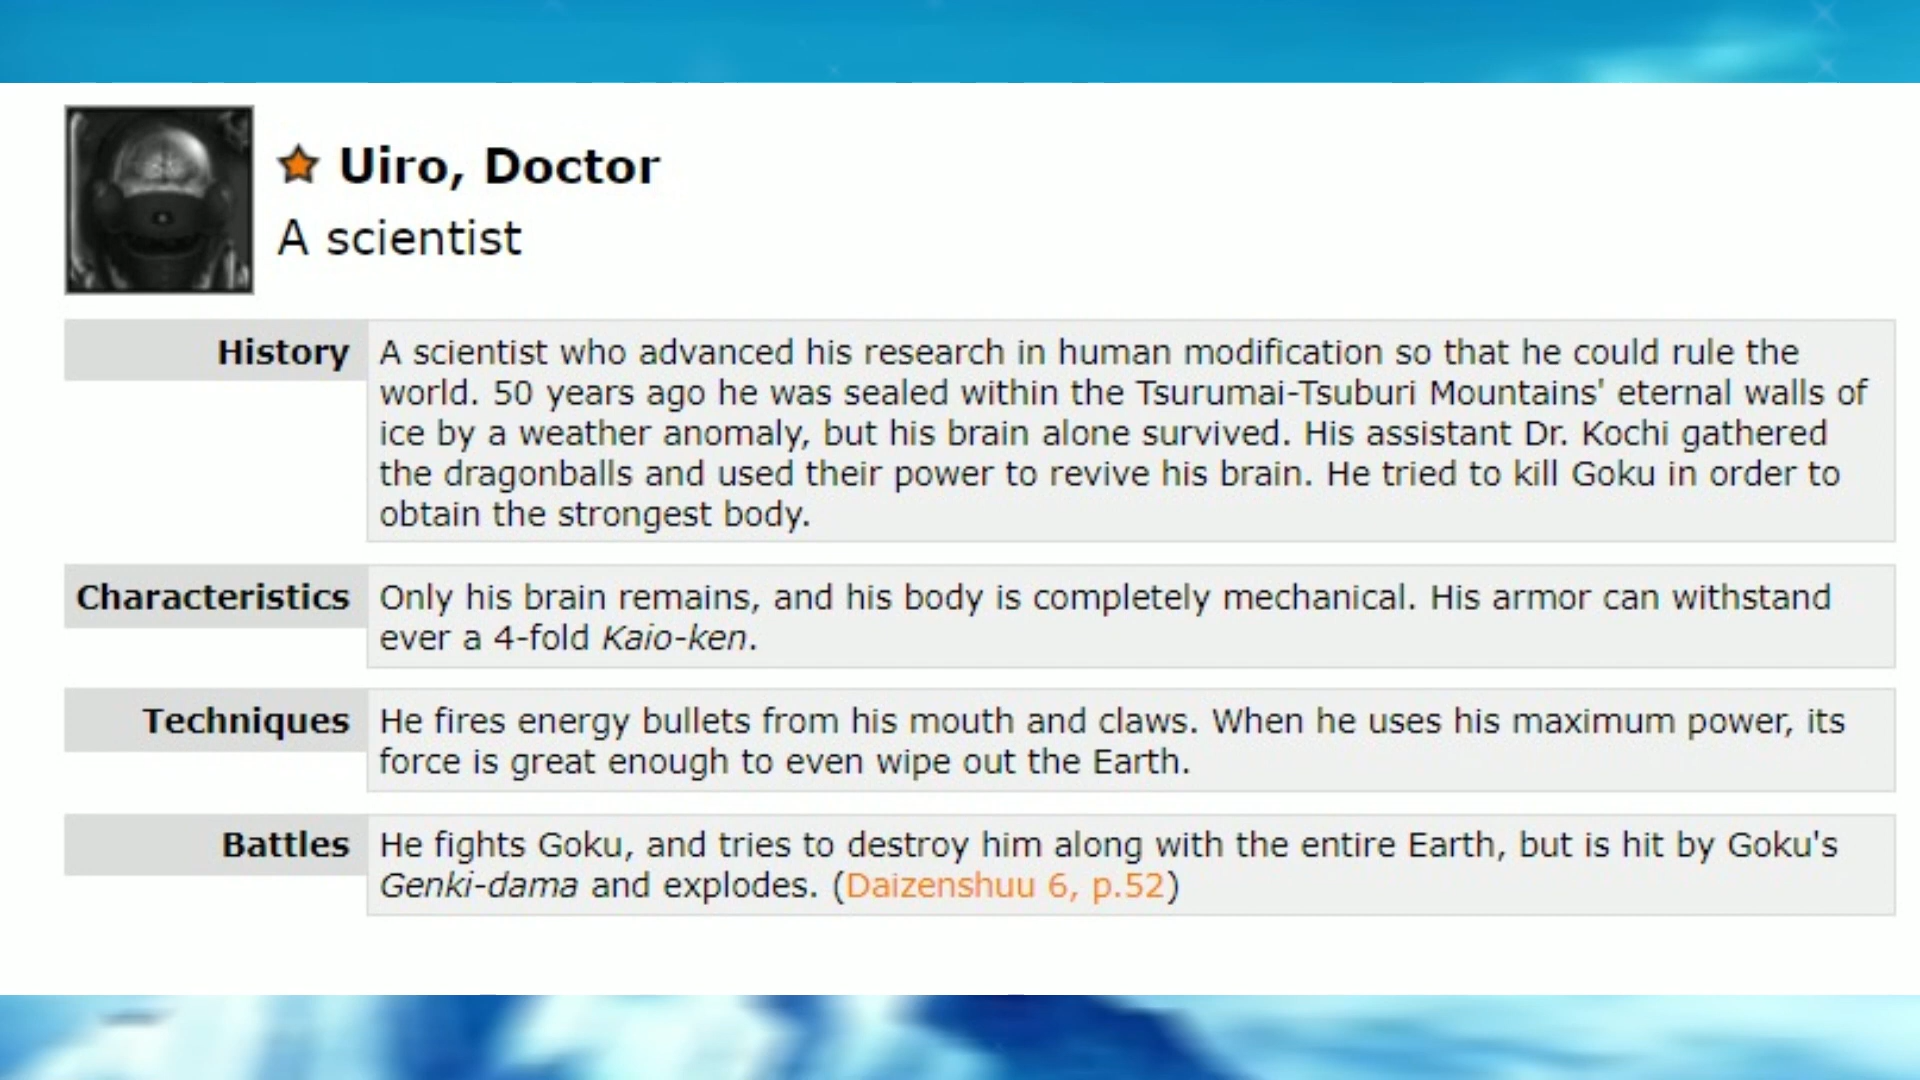 Uiro, Doctor
A scientist
History
A scientist who advanced his research in human modification so that he could rule the
world. 50 years ago he was sealed within the Tsurumai-Tsuburi Mountains' eternal walls of
ice by a weather anomaly, but his brain alone survived. His assistant Dr. Kochi gathered
the dragonballs and used their power to revive his brain. He tried to kill Goku in order to
obtain the strongest body.
Characteristics
Only his brain remains, and his body is completely mechanical. His armor can withstand
ever a 4-fold Kaio-ken.
Techniques
He fires energy bullets from his mouth and claws. When he uses his maximum power, its
force is great enough to even wipe out the Earth.
Battles
He fights Goku, and tries to destroy him along with the entire Earth, but is hit by Goku's
Genki-dama and explodes. (Daizenshuu 6, p.52)